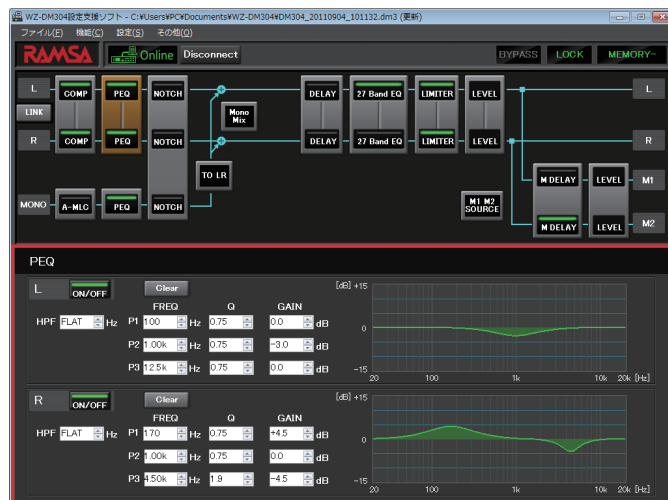 WZ-DM304設定支援ソフト - C:¥Users¥PC¥Documents¥WZ-DM304¥DM304_20110904_101132.dm3 (更新)
ファイル(F) 機能(C) 設定(S) その他(O)
RAMSA Online Disconnect BYPASS LOCK MEMORY--
L COMP PEQ NOTCH DELAY 27 Band EQ LIMITER LEVEL L
LINK Mono Mix
R COMP PEQ NOTCH DELAY 27 Band EQ LIMITER LEVEL R
TO LR M DELAY LEVEL M1
MONO A-MLC PEQ NOTCH M1 M2 SOURCE M DELAY LEVEL M2
PEQ
L ON/OFF Clear [dB] +15
FREQ Q GAIN
HPF FLAT Hz P1 100 Hz 0.75 0.0 dB 0
P2 1.00k Hz 0.75 -3.0 dB
P3 12.5k Hz 0.75 0.0 dB -15
20 100 1k 10k 20k [Hz]
R ON/OFF Clear [dB] +15
FREQ Q GAIN
HPF FLAT Hz P1 170 Hz 0.75 +4.5 dB 0
P2 1.00k Hz 0.75 0.0 dB
P3 4.50k Hz 1.9 -4.5 dB -15
20 100 1k 10k 20k [Hz]